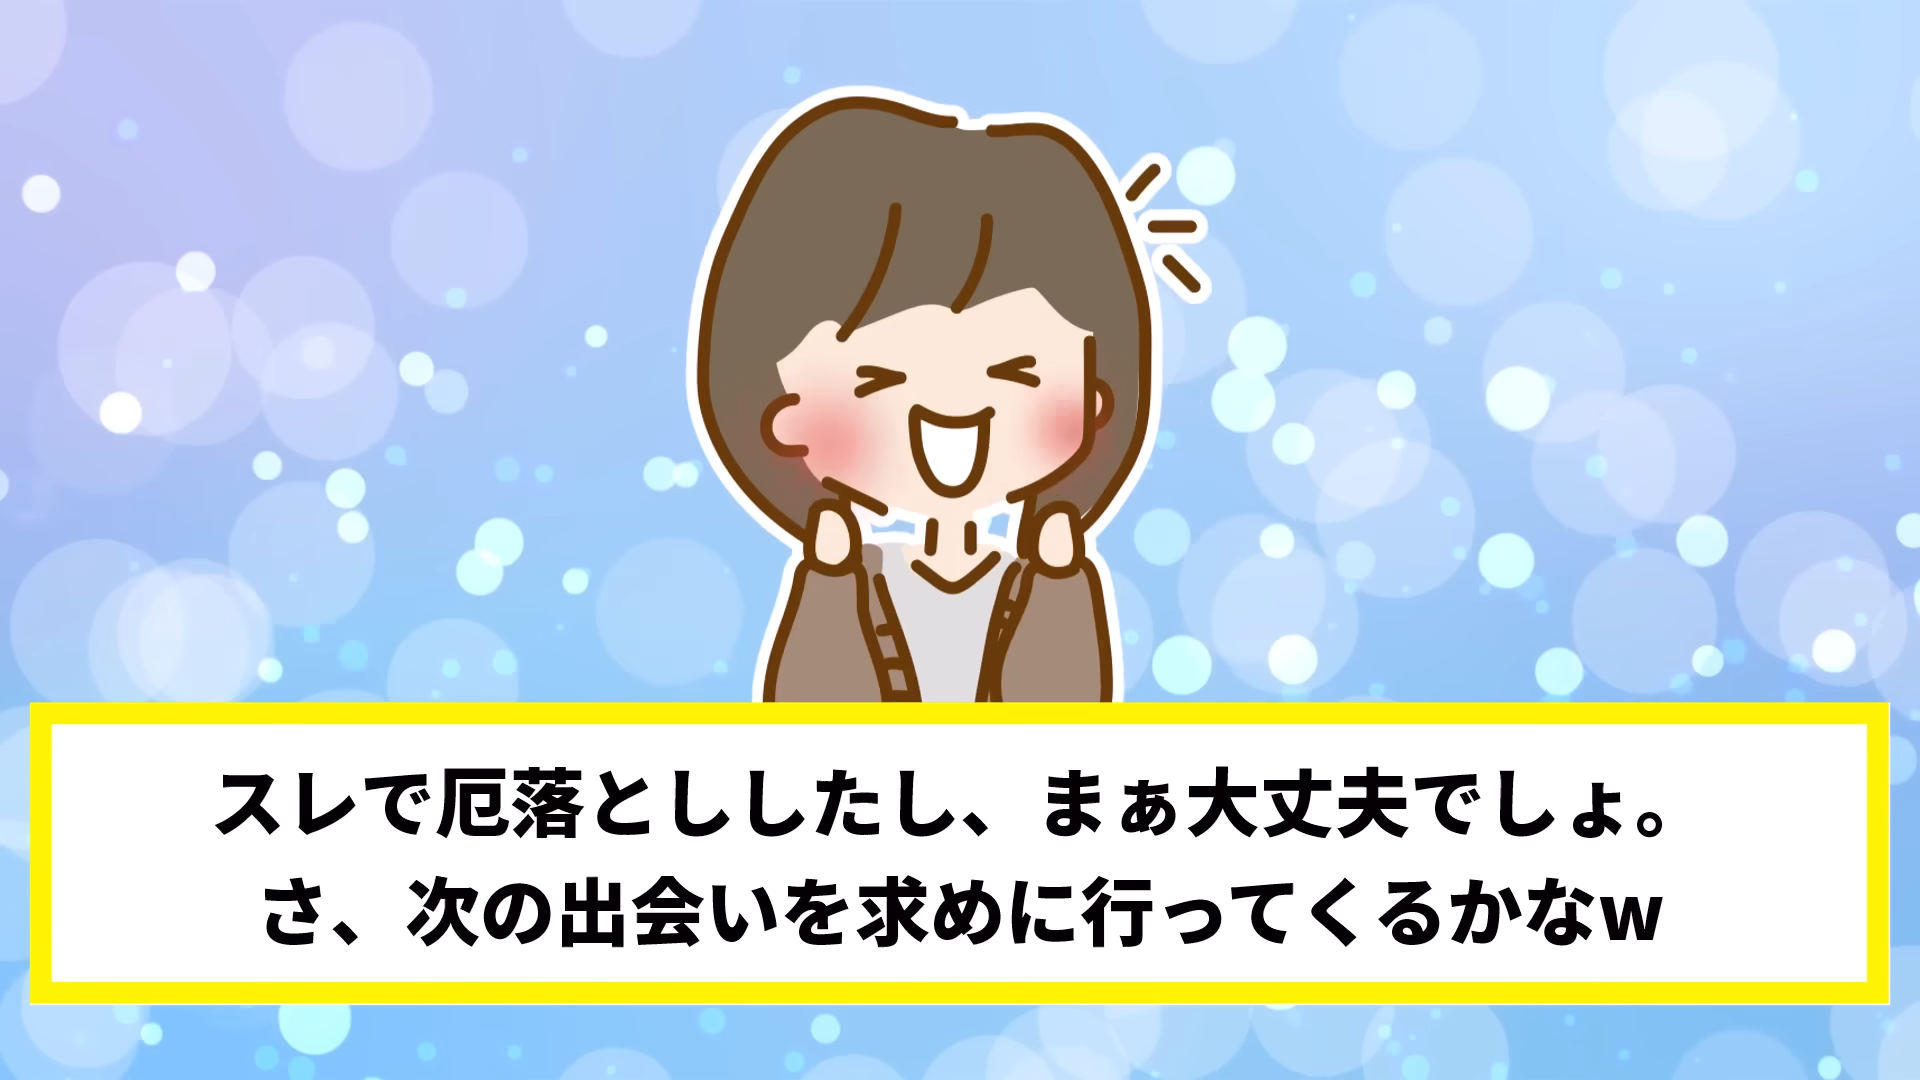 スレで厄落とししたし、まぁ大丈夫でしょ。
さ、次の出会いを求めに行ってくるかなw